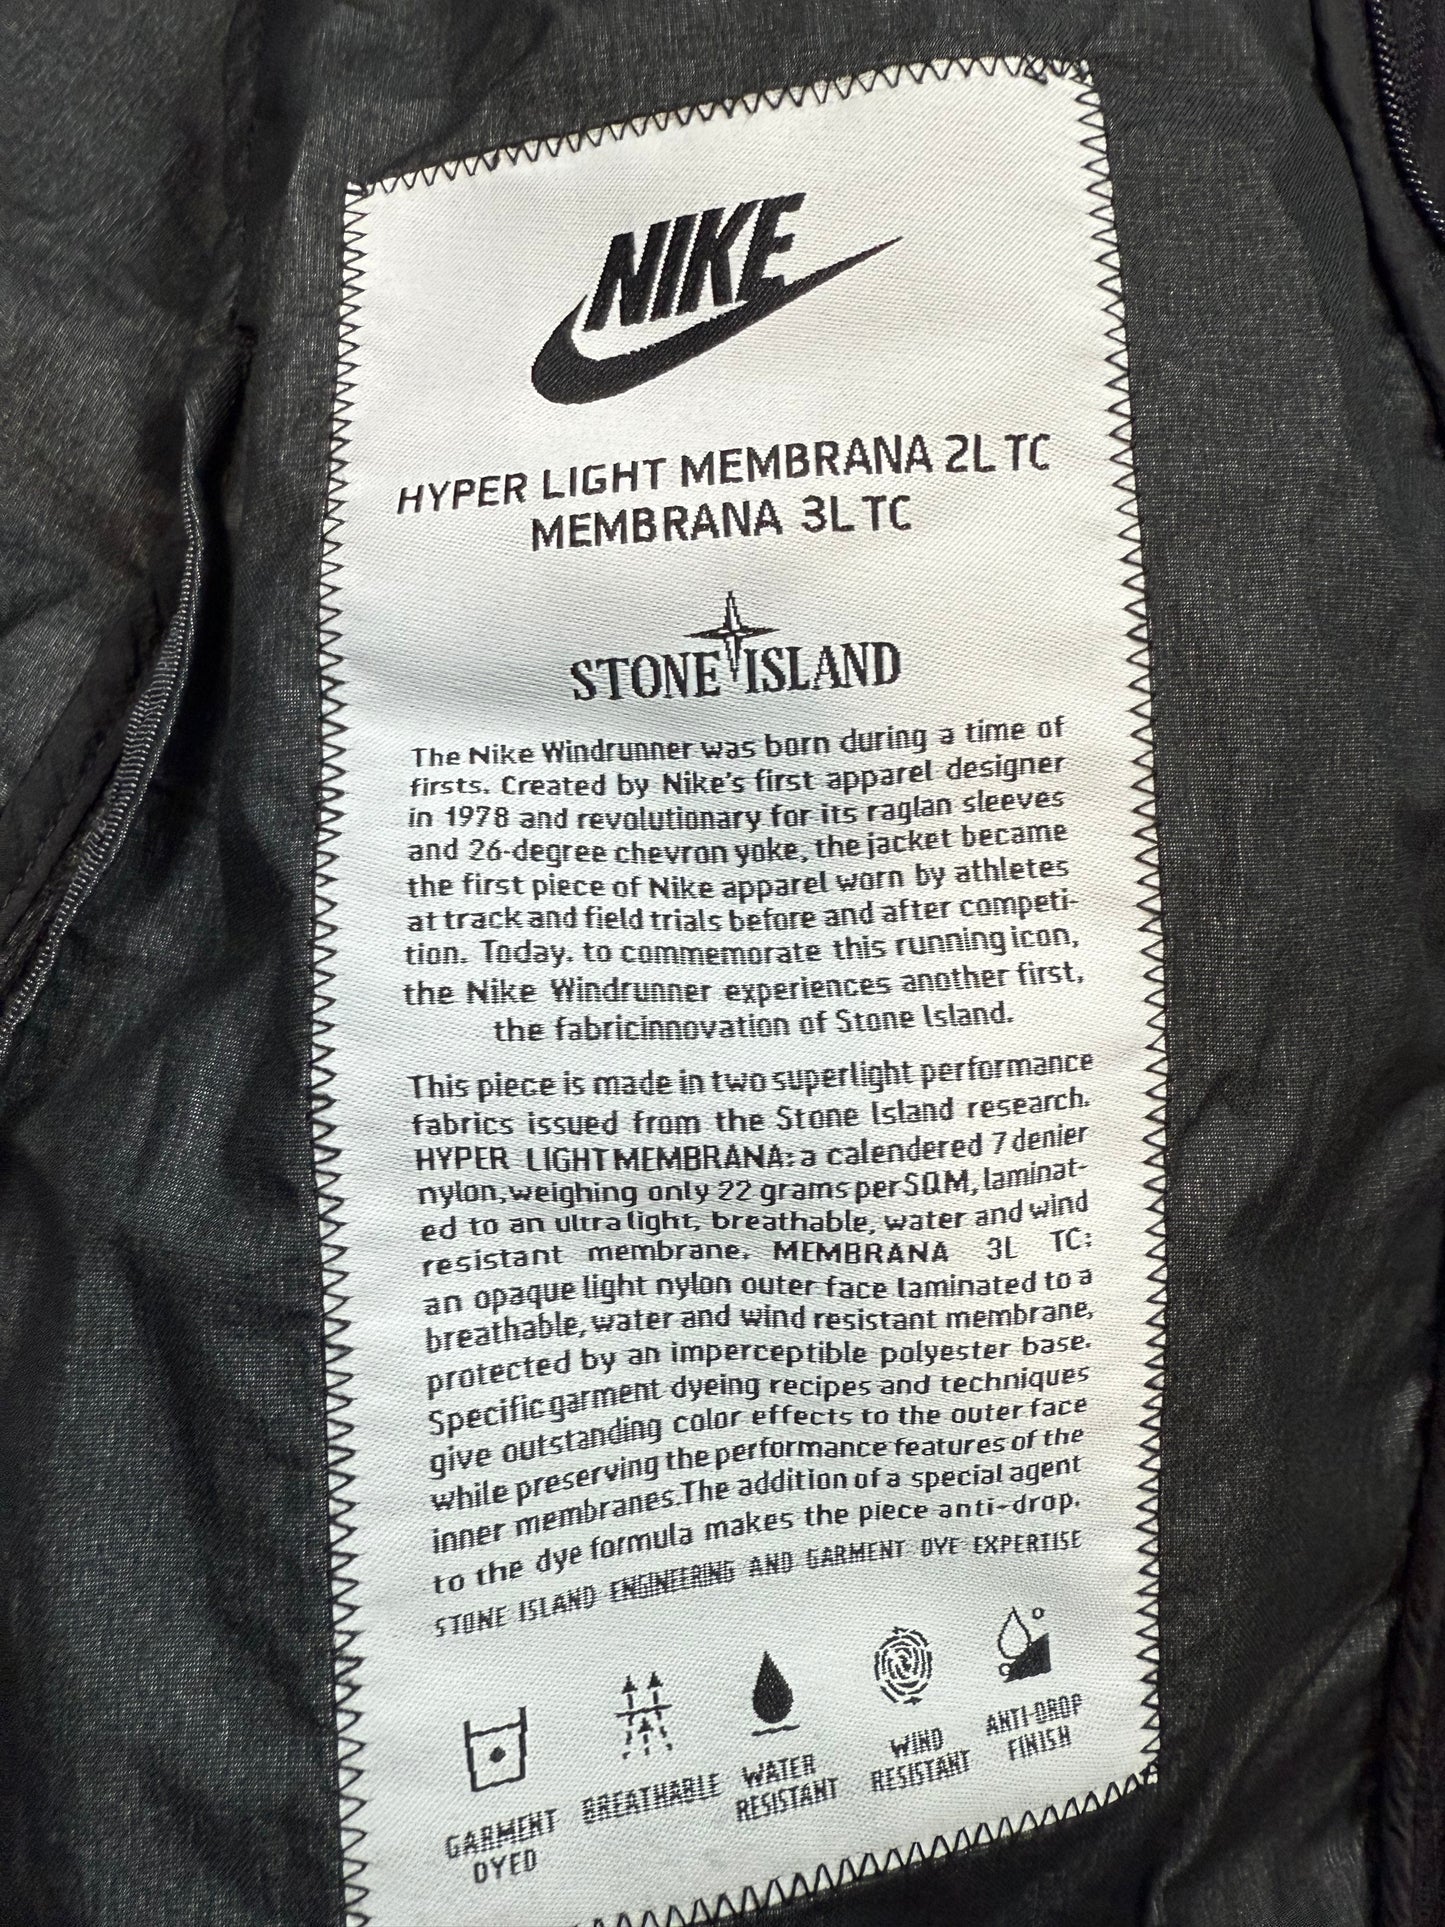 NIKE
HYPER LIGHT MEMBRANA 2L TC
MEMBRANA 3L TC
STONE ISLAND
The Nike Windrunner was born during a time of
firsts. Created by Nike's first apparel designer
in 1978 and revolutionary for its raglan sleeves
and 26-degree chevron yoke, the jacket became
the first piece of Nike apparel worn by athletes
at track and field trials before and after competi-
tion. Today, to commemorate this running icon,
the Nike Windrunner experiences another first,
the fabricinnovation of Stone Island.
This piece is made in two superlight performance
fabrics issued from the Stone Island research.
HYPER LIGHT MEMBRANA: a calendered 7 denier
nylon, weighing only 22 grams per SQM, laminat-
ed to an ultra light, breathable, water and wind
resistant membrane. MEMBRANA 3L TC:
an opaque light nylon outer face laminated to a
breathable, water and wind resistant membrane,
protected by an imperceptible polyester base.
Specific garment dyeing recipes and techniques
give outstanding color effects to the outer face
while preserving the performance features of the
inner membranes. The addition of a special agent
to the dye formula makes the piece anti-drop.
STONE ISLAND ENGINEERING AND GARMENT DYE EXPERTISE
GARMENT
DYED
BREATHABLE
WATER
RESISTANT
WIND
RESISTANT
ANTI-DROP
FINISH